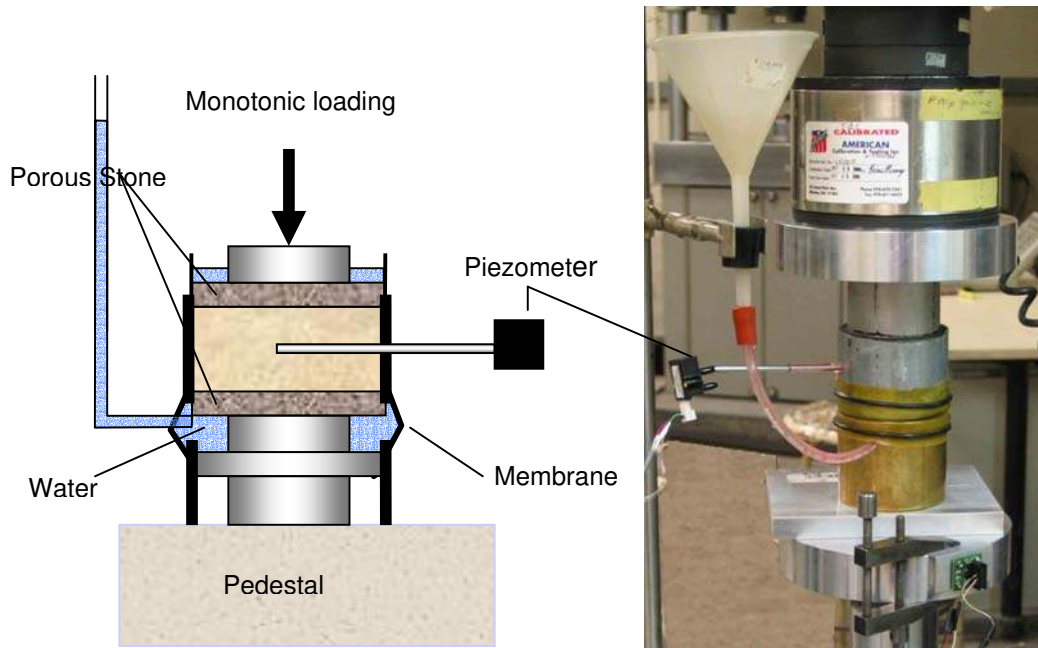 Monotonic loading
Porous Stone
Piezometer
Water
Membrane
Pedestal
CALIBRATED
AMERICAN